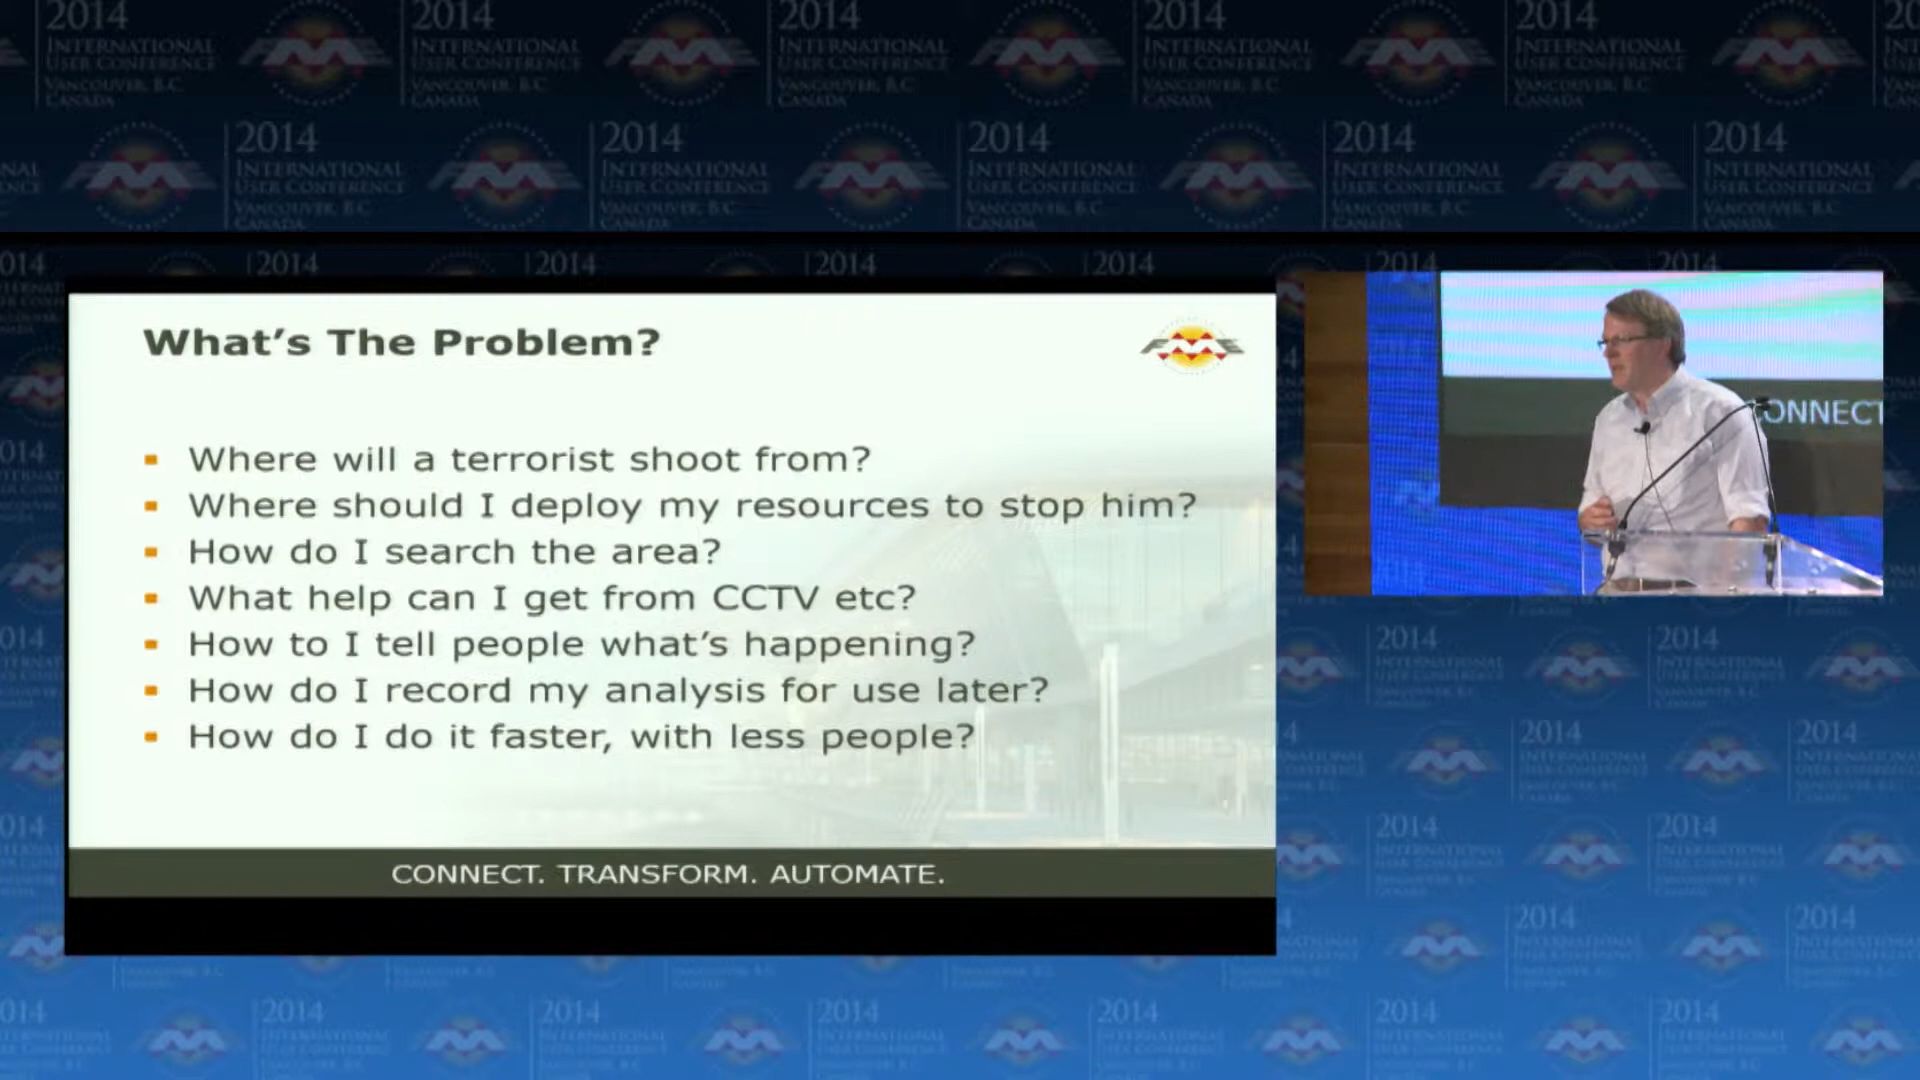 2014
INTERNATIONAL
USER CONFERENCE
VANCOUVER, B.C.
CANADA
What's The Problem?
FME
Where will a terrorist shoot from?
Where should I deploy my resources to stop him?
How do I search the area?
What help can I get from CCTV etc?
How to I tell people what's happening?
How do I record my analysis for use later?
How do I do it faster, with less people?
CONNECT. TRANSFORM. AUTOMATE.
ONNECT